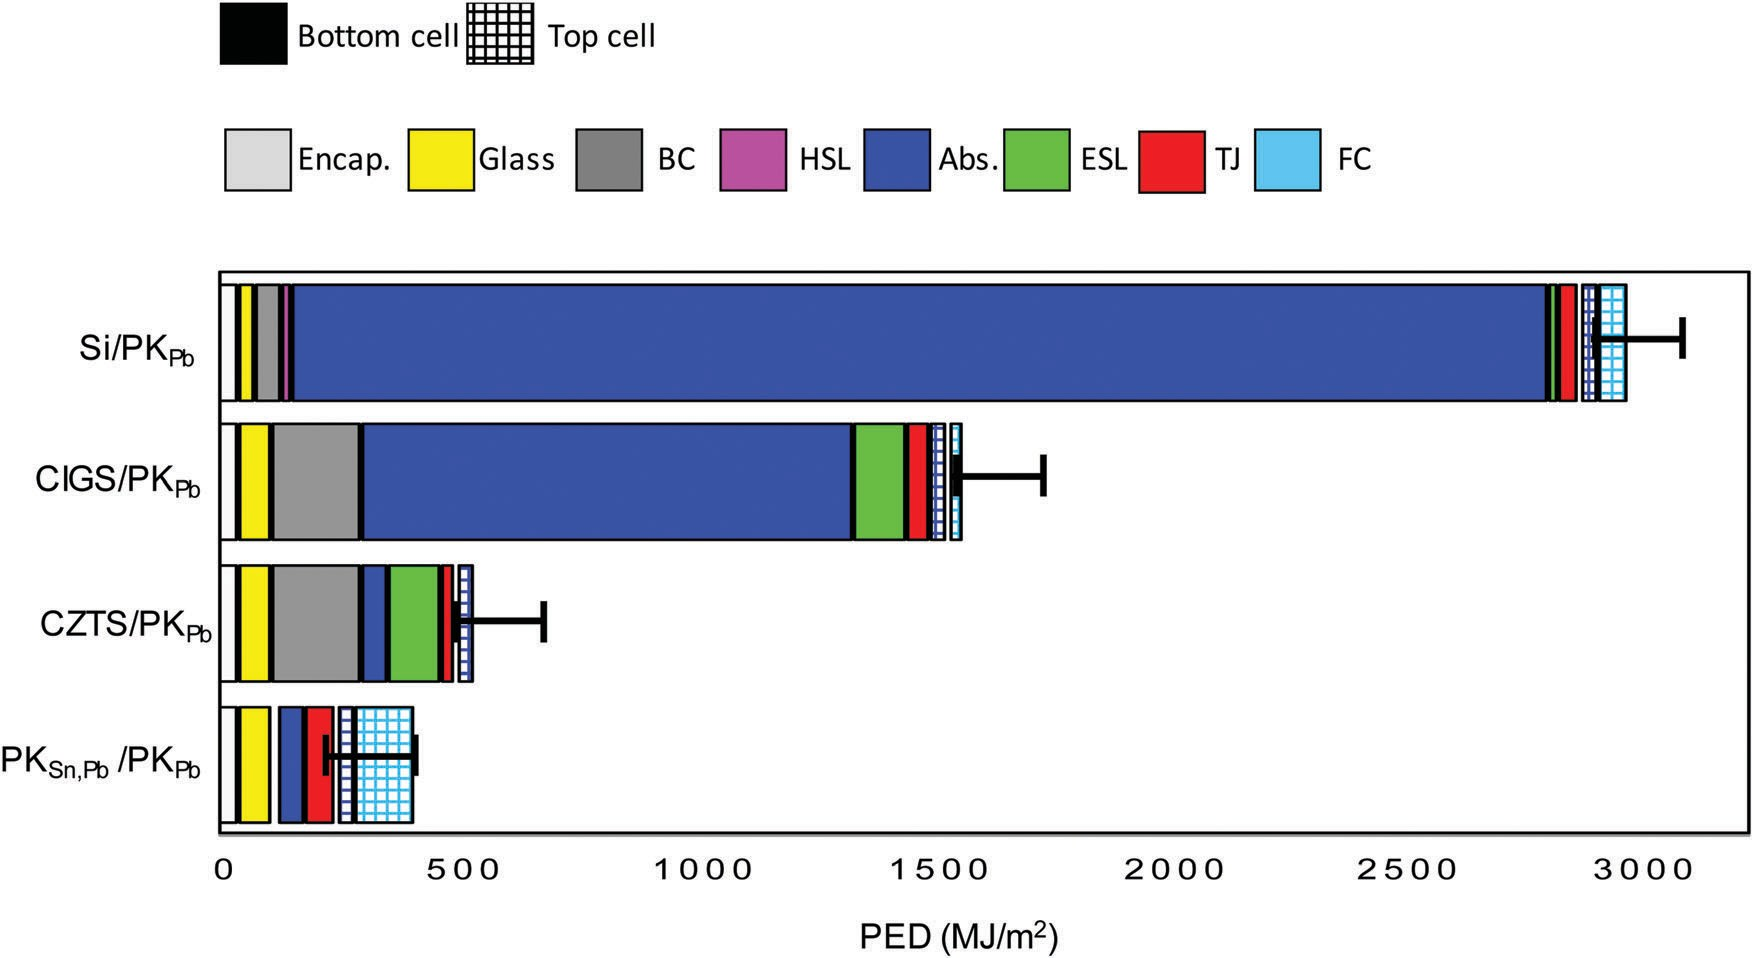 Bottom cell Top cell
Encap. Glass BC HSL Abs. ESL TJ FC
Si/PKPb
CIGS/PKPb
CZTS/PKPb
PKSn,Pb /PKPb
0 500 1000 1500 2000 2500 3000
PED (MJ/m²)